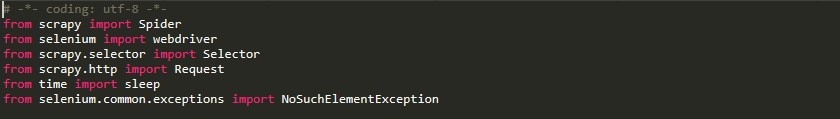 # -*- coding: utf-8 -*-
from scrapy import Spider
from selenium import webdriver
from scrapy.selector import Selector
from scrapy.http import Request
from time import sleep
from selenium.common.exceptions import NoSuchElementException